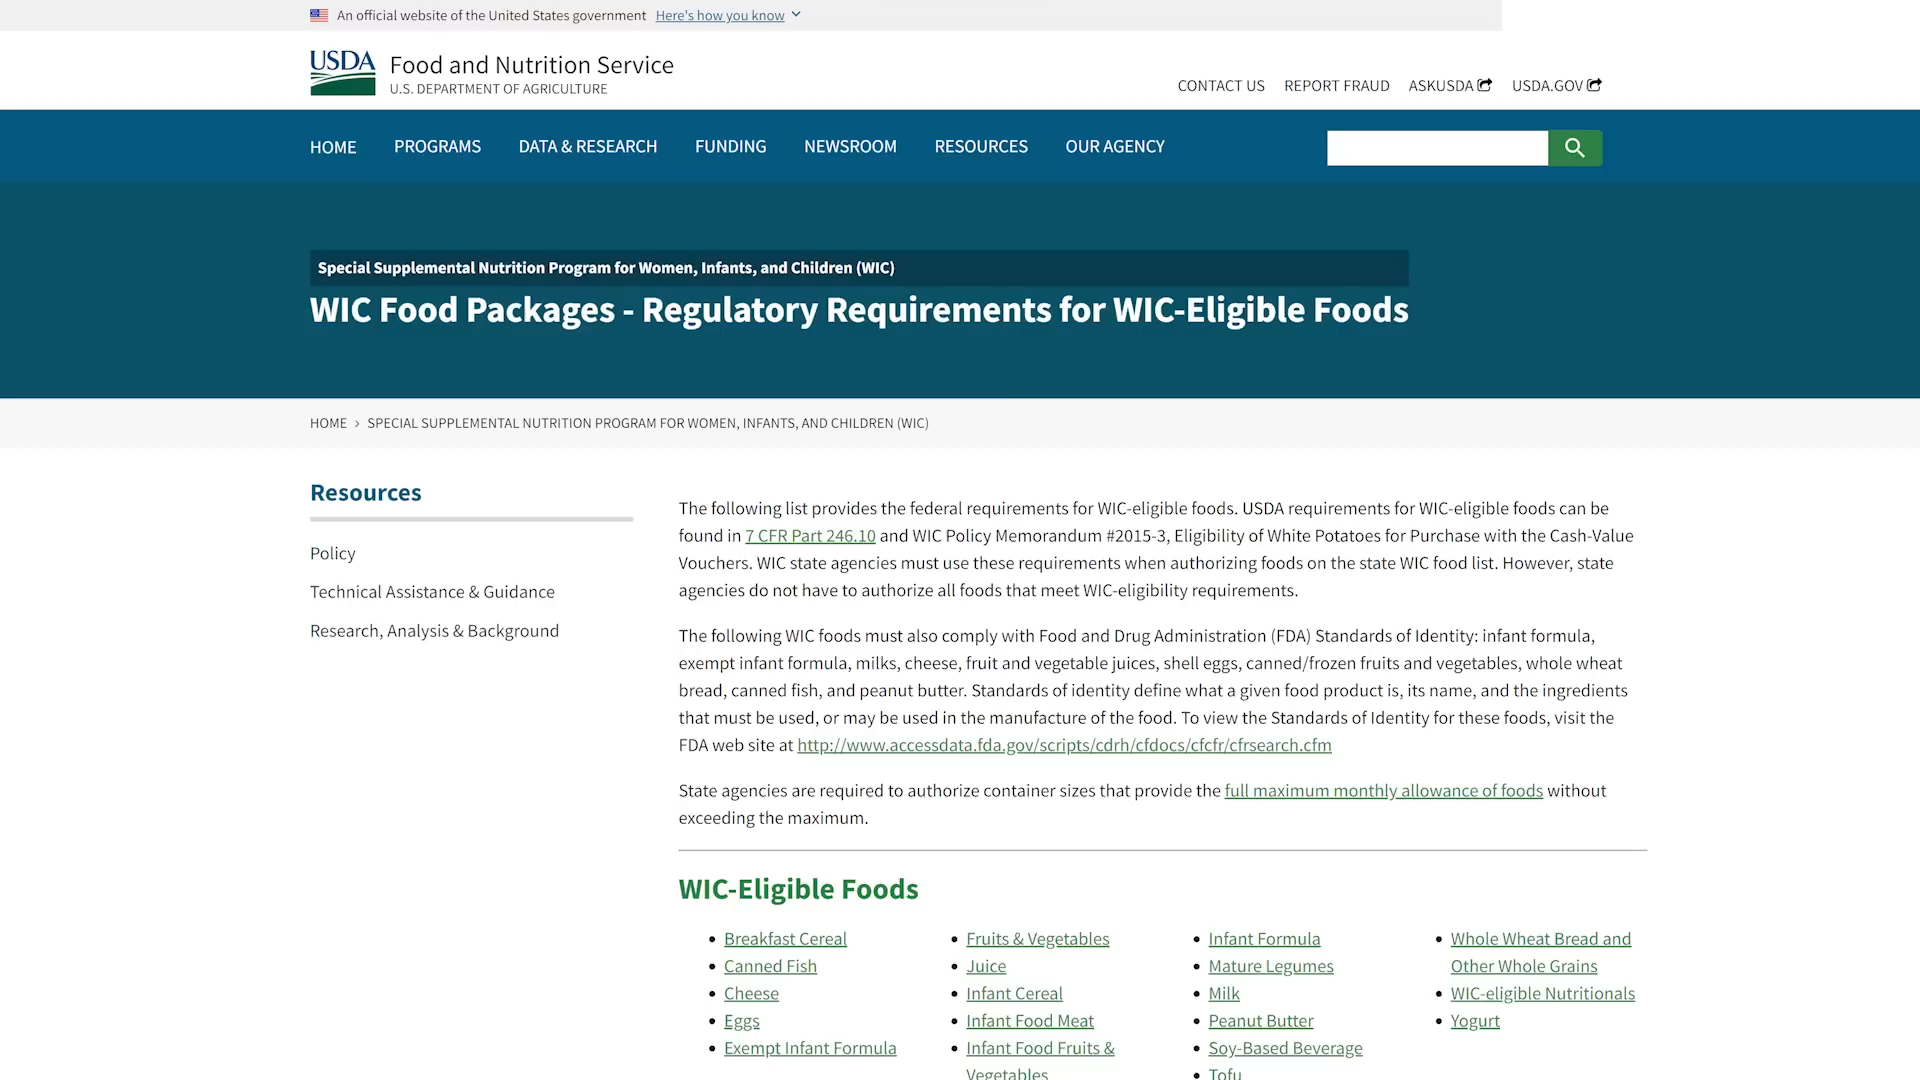 An official website of the United States government Here's how you know
USDA Food and Nutrition Service
U.S. DEPARTMENT OF AGRICULTURE
CONTACT US REPORT FRAUD ASKUSDA USDA.GOV
HOME PROGRAMS DATA & RESEARCH FUNDING NEWSROOM RESOURCES OUR AGENCY
Special Supplemental Nutrition Program for Women, Infants, and Children (WIC)
WIC Food Packages - Regulatory Requirements for WIC-Eligible Foods
HOME > SPECIAL SUPPLEMENTAL NUTRITION PROGRAM FOR WOMEN, INFANTS, AND CHILDREN (WIC)
Resources
Policy
Technical Assistance & Guidance
Research, Analysis & Background
The following list provides the federal requirements for WIC-eligible foods. USDA requirements for WIC-eligible foods can be
found in 7 CFR Part 246.10 and WIC Policy Memorandum #2015-3, Eligibility of White Potatoes for Purchase with the Cash-Value
Vouchers. WIC state agencies must use these requirements when authorizing foods on the state WIC food list. However, state
agencies do not have to authorize all foods that meet WIC-eligibility requirements.
The following WIC foods must also comply with Food and Drug Administration (FDA) Standards of Identity: infant formula,
exempt infant formula, milks, cheese, fruit and vegetable juices, shell eggs, canned/frozen fruits and vegetables, whole wheat
bread, canned fish, and peanut butter. Standards of identity define what a given food product is, its name, and the ingredients
that must be used, or may be used in the manufacture of the food. To view the Standards of Identity for these foods, visit the
FDA web site at http://www.accessdata.fda.gov/scripts/cdrh/cfdocs/cfcfr/cfrsearch.cfm
State agencies are required to authorize container sizes that provide the full maximum monthly allowance of foods without
exceeding the maximum.
WIC-Eligible Foods
Breakfast Cereal
Canned Fish
Cheese
Eggs
Exempt Infant Formula
Fruits & Vegetables
Juice
Infant Cereal
Infant Food Meat
Infant Food Fruits &
Vegetables
Infant Formula
Mature Legumes
Milk
Peanut Butter
Soy-Based Beverage
Tofu
Whole Wheat Bread and
Other Whole Grains
WIC-eligible Nutritionals
Yogurt